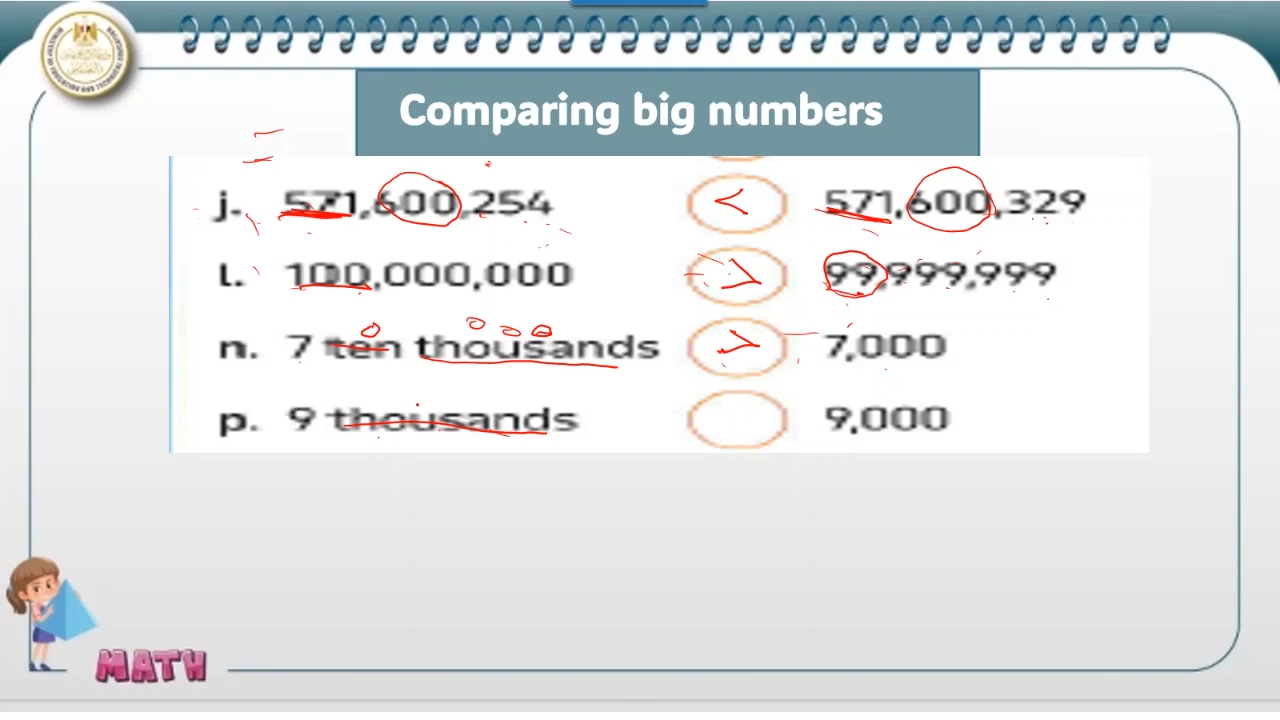 Comparing big numbers
j. 571,600,254 < 571,600,329
l. 100,000,000 > 99,999,999
n. 7 ten thousands > 7,000
p. 9 thousands 9,000
MATH